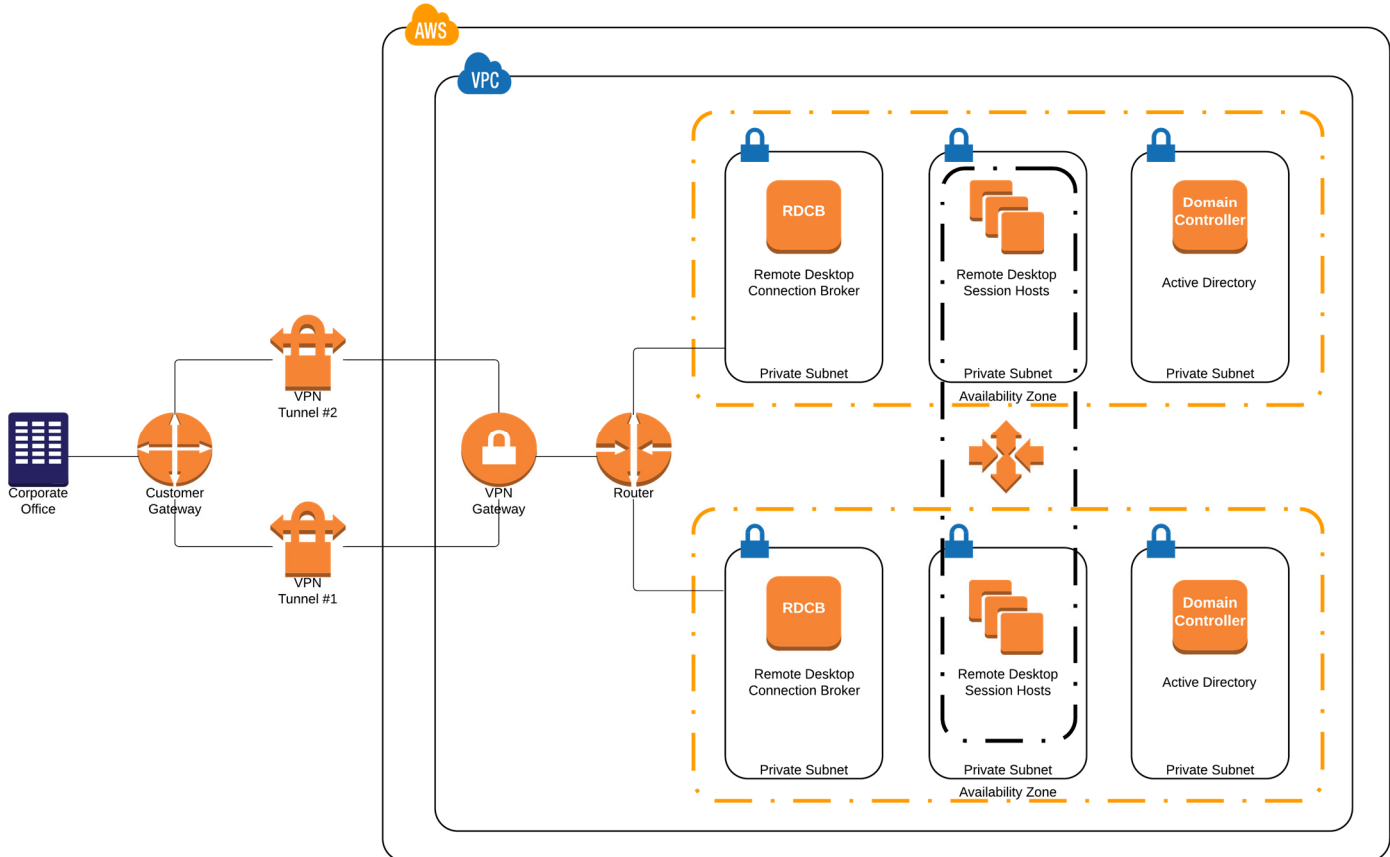 AWS
VPC
RDCB
Remote Desktop
Connection Broker
Private Subnet
Remote Desktop
Session Hosts
Private Subnet
Domain
Controller
Active Directory
Private Subnet
Availability Zone
VPN
Tunnel #2
Corporate
Office
Customer
Gateway
VPN
Gateway
Router
VPN
Tunnel #1
RDCB
Remote Desktop
Connection Broker
Private Subnet
Remote Desktop
Session Hosts
Private Subnet
Domain
Controller
Active Directory
Private Subnet
Availability Zone